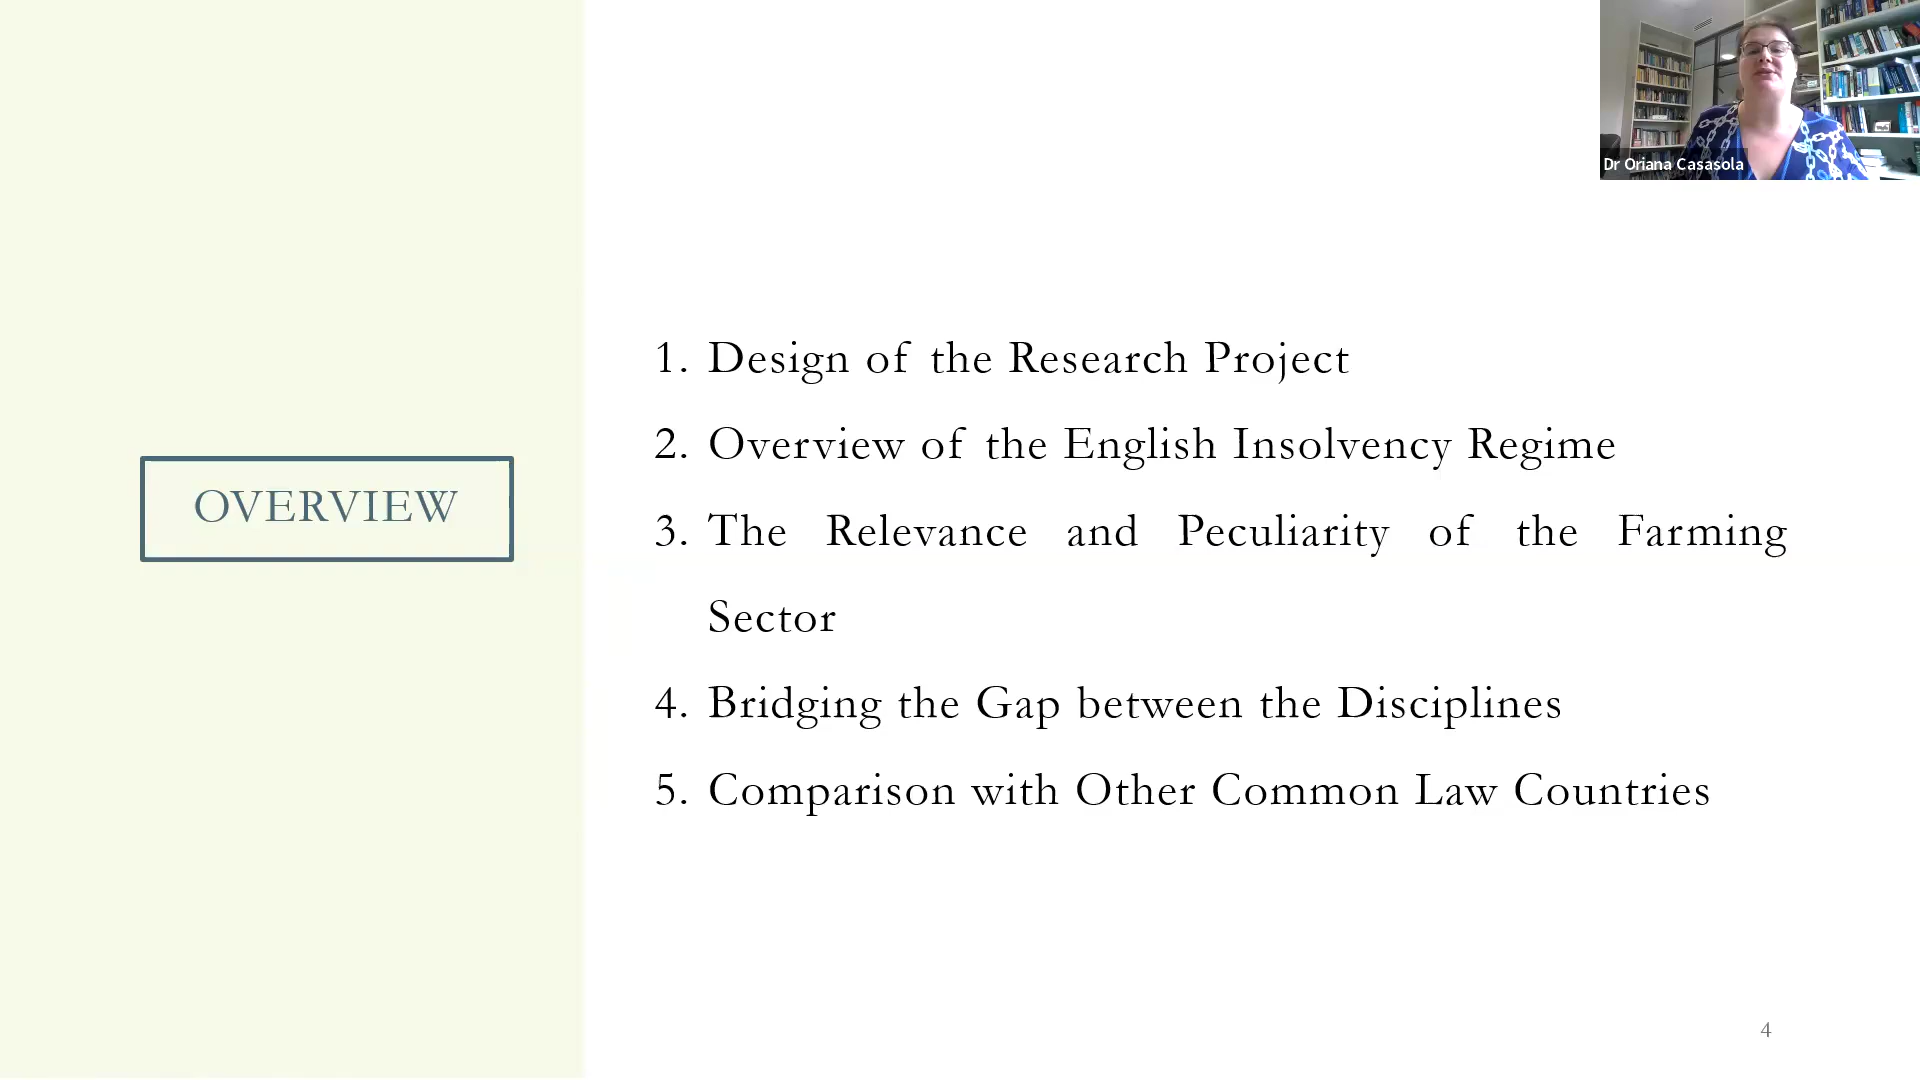 Dr Oriana Casasola
OVERVIEW
1. Design of the Research Project
2. Overview of the English Insolvency Regime
3. The Relevance and Peculiarity of the Farming
Sector
4. Bridging the Gap between the Disciplines
5. Comparison with Other Common Law Countries
4